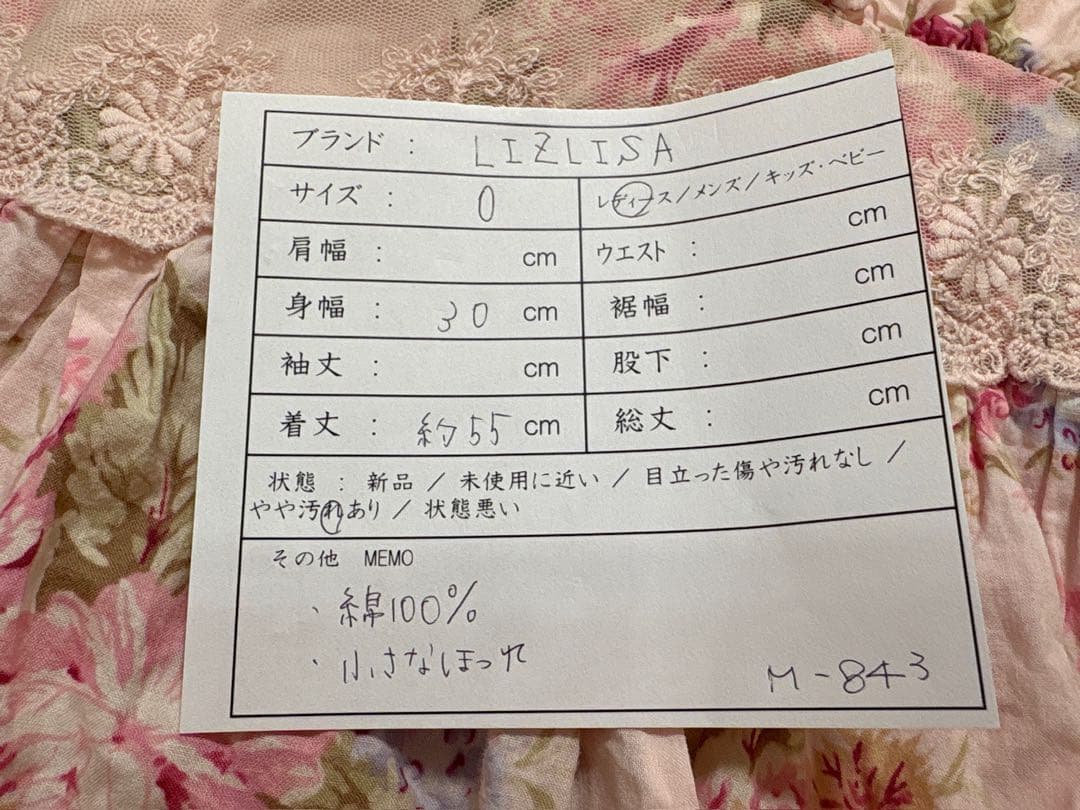 ブランド : LIZLISA
サイズ : 0 レディース/メンズ/キッズ・ベビー
肩幅 : cm ウエスト : cm
身幅 : 30 cm 裾幅 : cm
袖丈 : cm 股下 : cm
着丈 : 約55 cm 総丈 : cm
状態 : 新品 / 未使用に近い / 目立った傷や汚れなし /
やや汚れあり / 状態悪い
その他 MEMO
・綿100%
・小さなほつれ
M-843